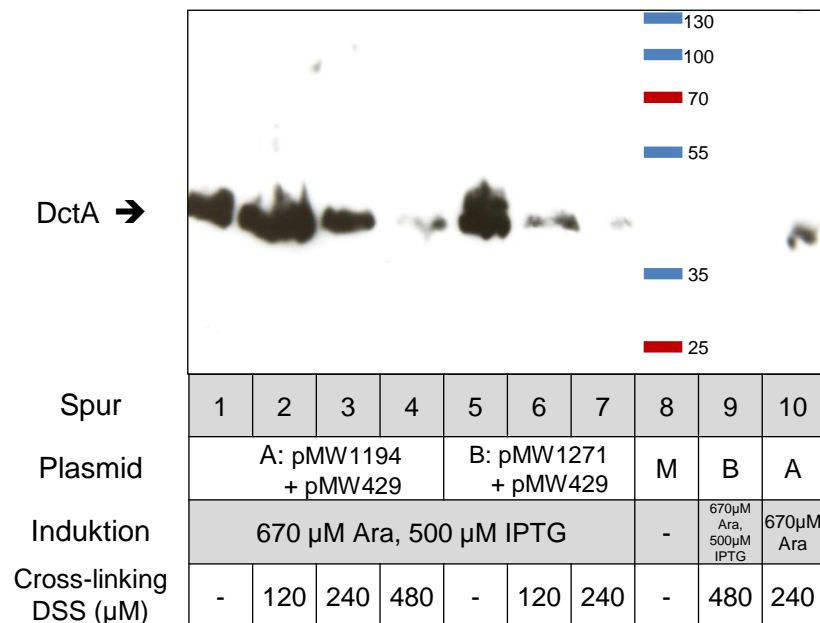 130
100
70
55
DctA ➔
35
25
Spur 1 2 3 4 5 6 7 8 9 10
Plasmid A: pMW1194 + pMW429 B: pMW1271 + pMW429 M B A
Induktion 670 µM Ara, 500 µM IPTG - 670µM Ara, 500µM IPTG 670µM Ara
Cross-linking DSS (µM) - 120 240 480 - 120 240 - 480 240